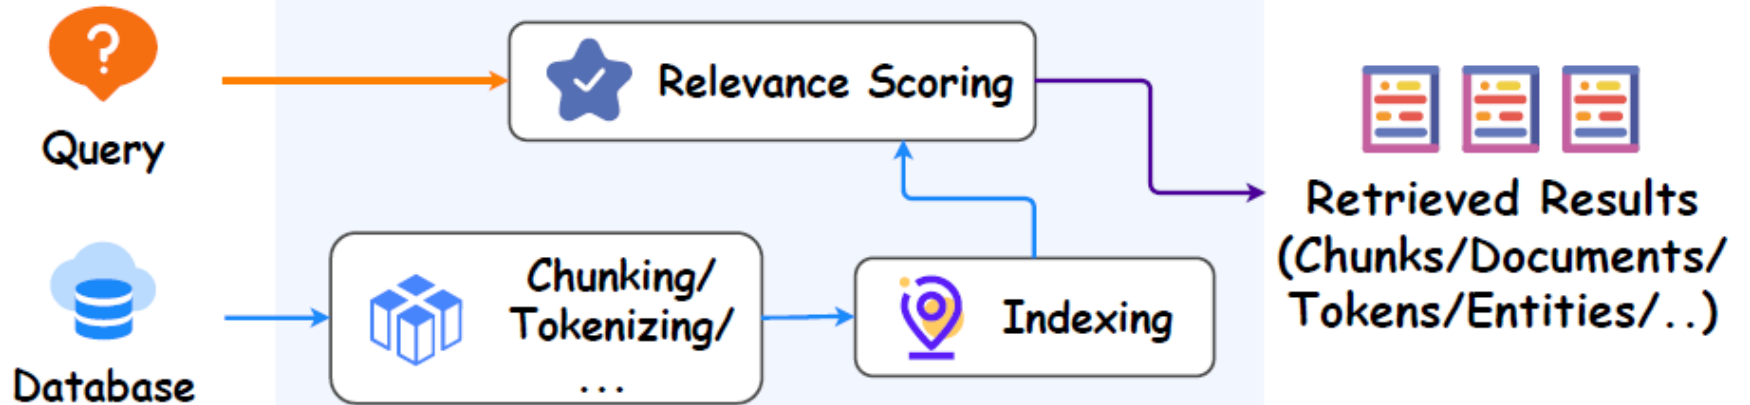 Query
Relevance Scoring
Retrieved Results
(Chunks/Documents/
Tokens/Entities/..)
Database
Chunking/
Tokenizing/
...
Indexing